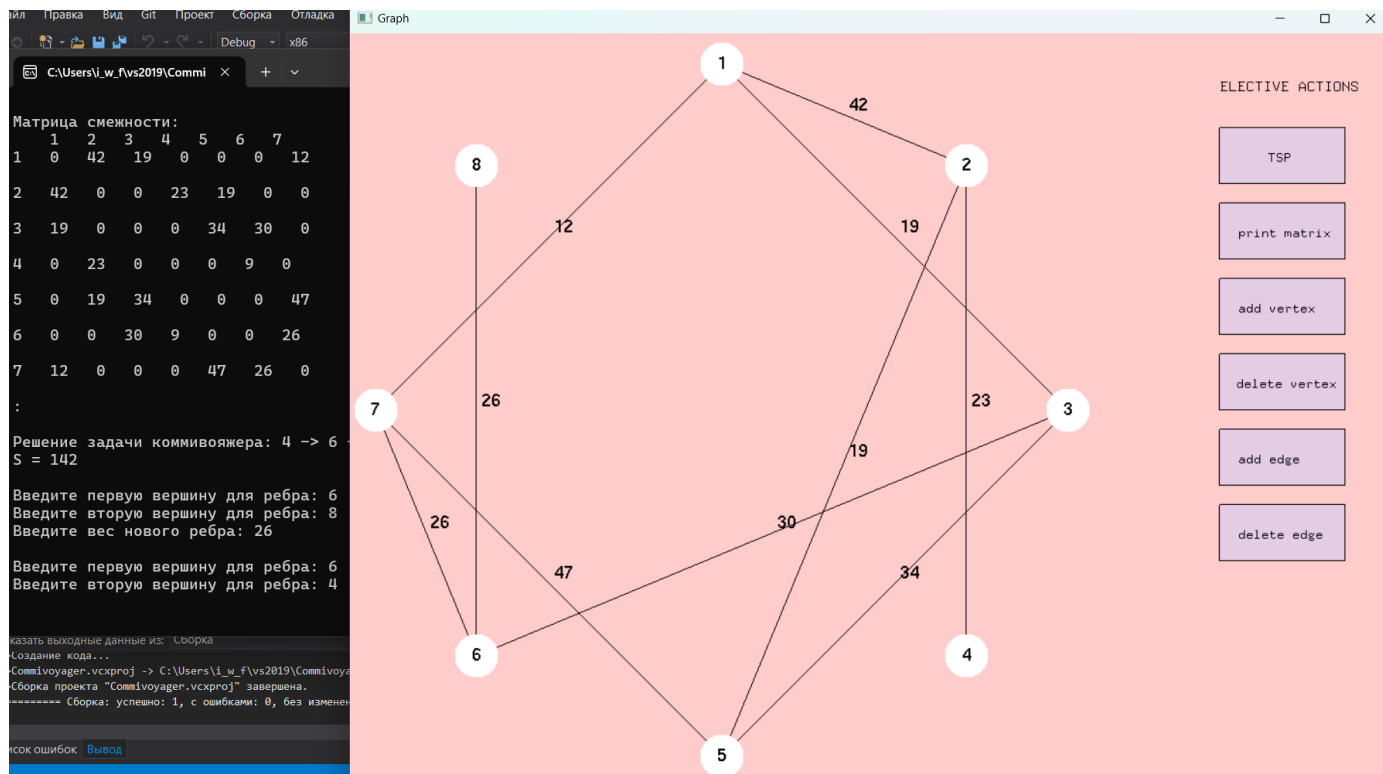 Правка Вид Git Проект Сборка Отладка
Debug x86
C:\Users\i_w_f\vs2019\Commi
Матрица смежности:
1 2 3 4 5 6 7
1 0 42 19 0 0 0 12
2 42 0 0 23 19 0 0
3 19 0 0 0 34 30 0
4 0 23 0 0 0 9 0
5 0 19 34 0 0 0 47
6 0 0 30 9 0 0 26
7 12 0 0 0 47 26 0
:
Решение задачи коммивояжера: 4 -> 6
S = 142
Введите первую вершину для ребра: 6
Введите вторую вершину для ребра: 8
Введите вес нового ребра: 26
Введите первую вершину для ребра: 6
Введите вторую вершину для ребра: 4
выходные данные из: Сборка
Создание кода...
Commivoyager.vcxproj -> C:\Users\i_w_f\vs2019\Commivoya
Сборка проекта "Commivoyager.vcxproj" завершена.
========= Сборка: успешно: 1, с ошибками: 0, без изменен
ошибок Вывод
Graph
1
42
8
2
12
19
7
26
23
3
19
26
30
47
34
6
4
5
ELECTIVE ACTIONS
TSP
print matrix
add vertex
delete vertex
add edge
delete edge